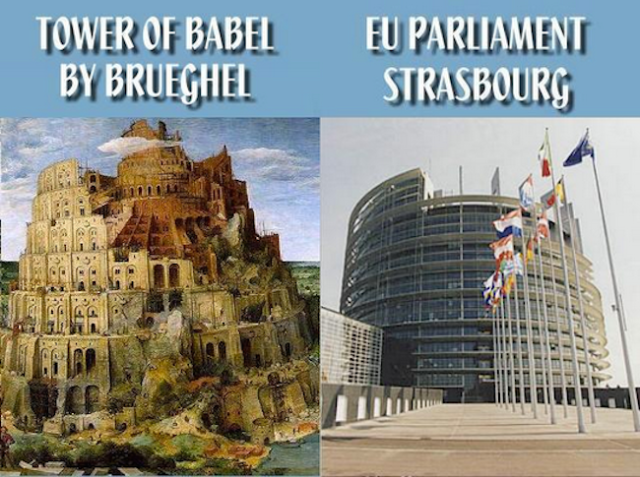 TOWER OF BABEL
BY BRUEGHEL
EU PARLIAMENT
STRASBOURG